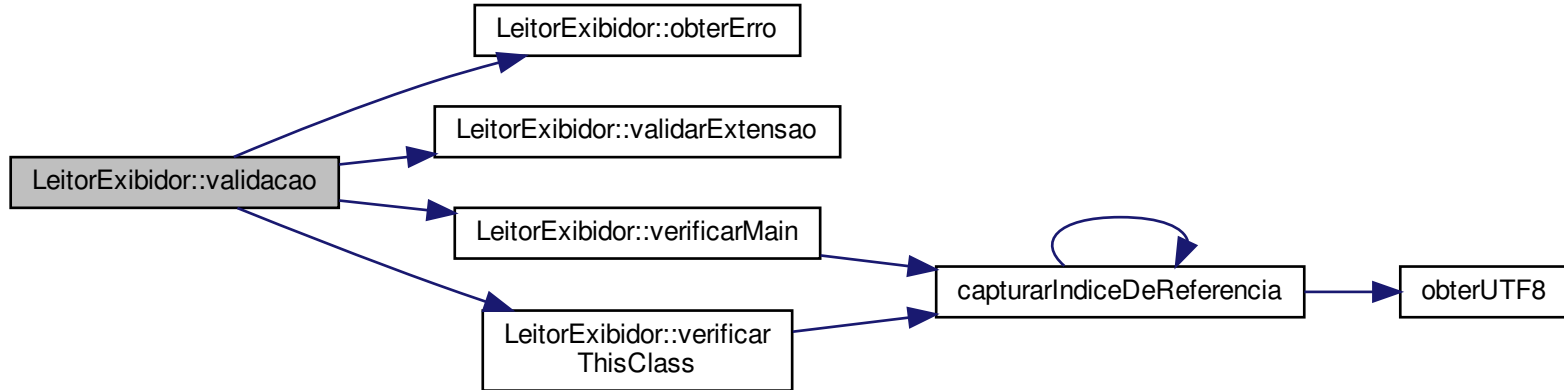 LeitorExibidor::obterErro
LeitorExibidor::validarExtensao
LeitorExibidor::validacao
LeitorExibidor::verificarMain
capturarIndiceDeReferencia
obterUTF8
LeitorExibidor::verificar
ThisClass